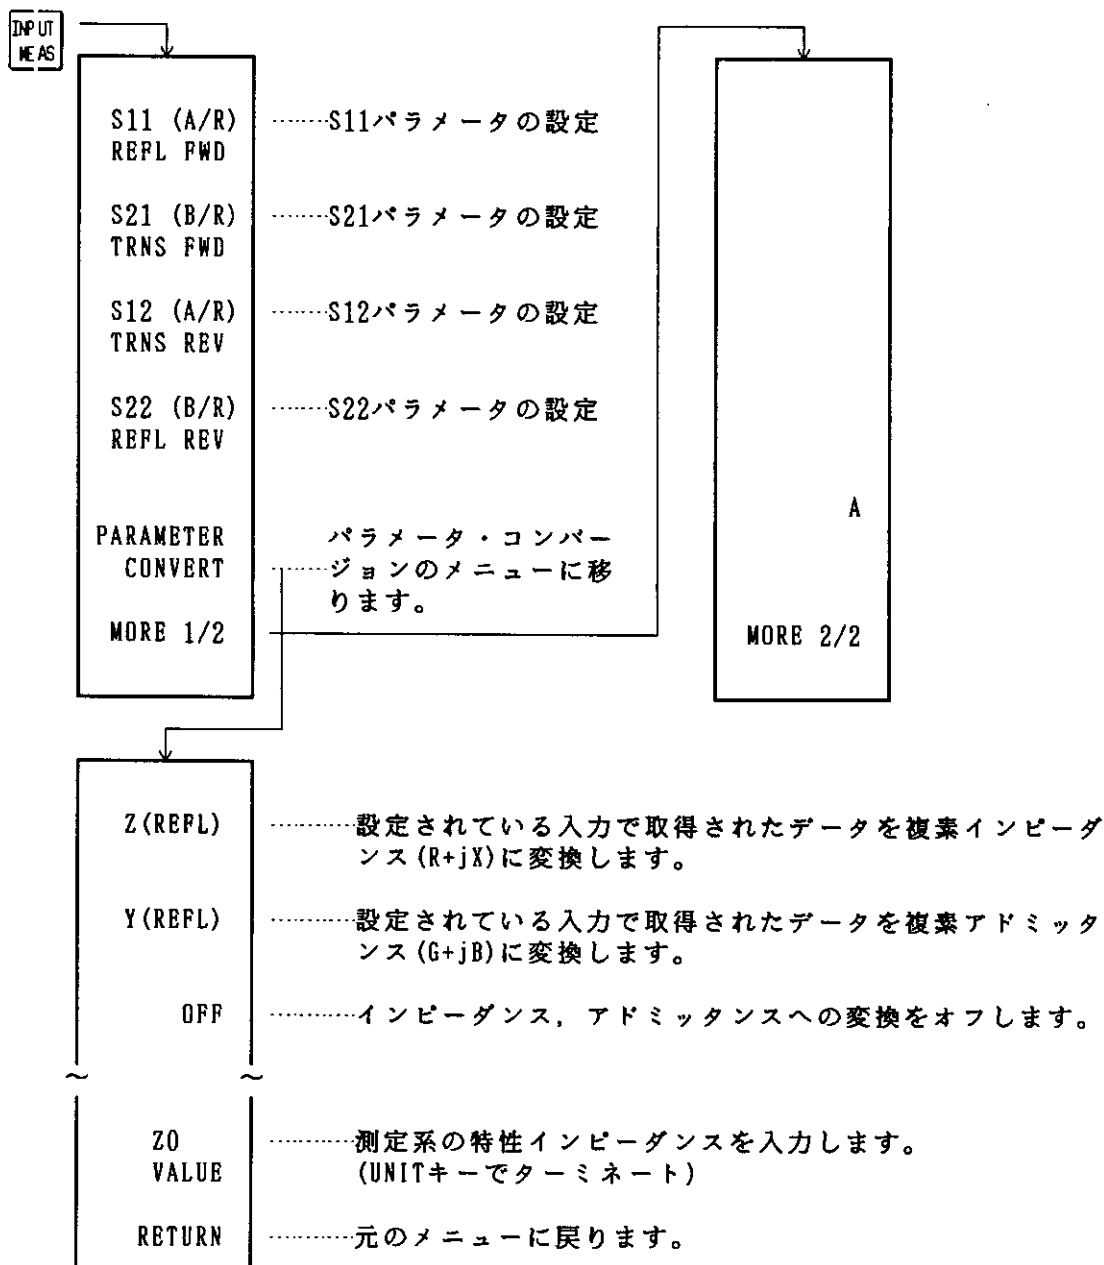 INPUT
MEAS
S11 (A/R)
REFL FWD
S11パラメータの設定
S21 (B/R)
TRNS FWD
S21パラメータの設定
S12 (A/R)
TRNS REV
S12パラメータの設定
S22 (B/R)
REFL REV
S22パラメータの設定
PARAMETER
CONVERT
パラメータ・コンバー
ジョンのメニューに移
ります。
MORE 1/2
A
MORE 2/2
Z(REFL)
設定されている入力で取得されたデータを複素インピーダ
ンス(R+jX)に変換します。
Y(REFL)
設定されている入力で取得されたデータを複素アドミッタ
ンス(G+jB)に変換します。
OFF
インピーダンス, アドミッタンスへの変換をオフします。
Z0
VALUE
測定系の特性インピーダンスを入力します。
(UNITキーでターミネート)
RETURN
元のメニューに戻ります。